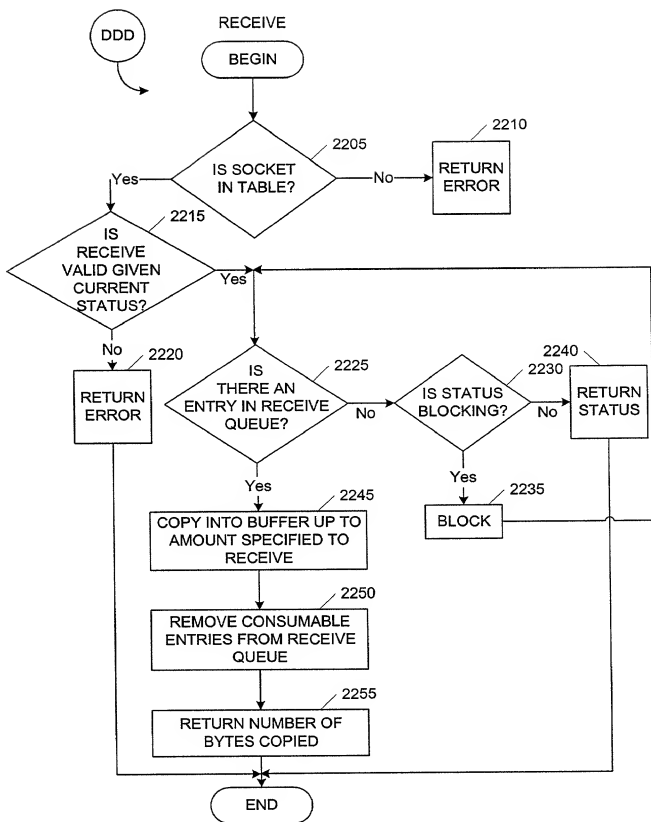 DDD
RECEIVE
BEGIN
2205
IS SOCKET
IN TABLE?
Yes
No
2210
RETURN
ERROR
2215
IS
RECEIVE
VALID GIVEN
CURRENT
STATUS?
Yes
No
2220
RETURN
ERROR
2225
IS
THERE AN
ENTRY IN RECEIVE
QUEUE?
No
Yes
2230
IS STATUS
BLOCKING?
No
Yes
2240
RETURN
STATUS
2235
BLOCK
2245
COPY INTO BUFFER UP TO
AMOUNT SPECIFIED TO
RECEIVE
2250
REMOVE CONSUMABLE
ENTRIES FROM RECEIVE
QUEUE
2255
RETURN NUMBER OF
BYTES COPIED
END